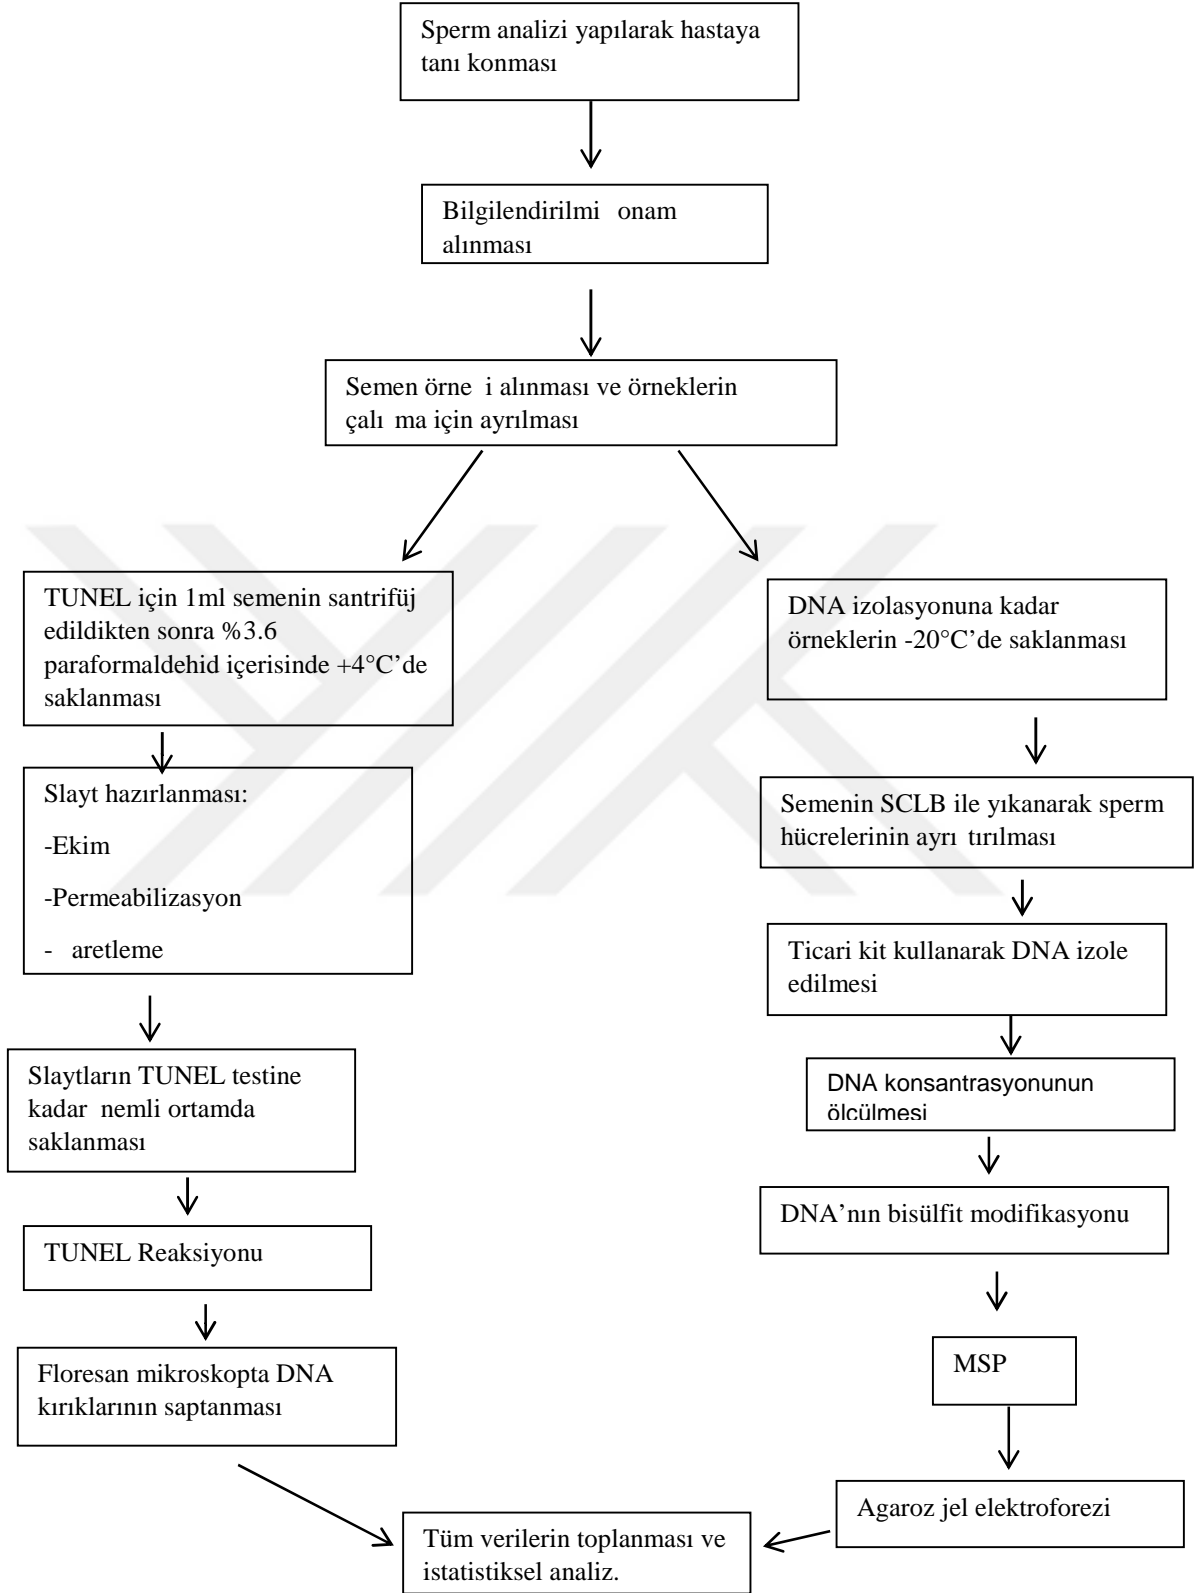 Sperm analizi yapılarak hastaya
tanı konması
Bilgilendirilmi onam
alınması
Semen örne i alınması ve örneklerin
çalı ma için ayrılması
TUNEL için 1ml semenin santrifüj
edildikten sonra %3.6
paraformaldehid içerisinde +4°C’de
saklanması
Slayt hazırlanması:
-Ekim
-Permeabilizasyon
- aretleme
Slaytların TUNEL testine
kadar nemli ortamda
saklanması
TUNEL Reaksiyonu
Floresan mikroskopta DNA
kırıklarının saptanması
DNA izolasyonuna kadar
örneklerin -20°C’de saklanması
Semenin SCLB ile yıkanarak sperm
hücrelerinin ayrı tırılması
Ticari kit kullanarak DNA izole
edilmesi
DNA konsantrasyonunun
ölçülmesi
DNA’nın bisülfit modifikasyonu
MSP
Agaroz jel elektroforezi
Tüm verilerin toplanması ve
istatistiksel analiz.